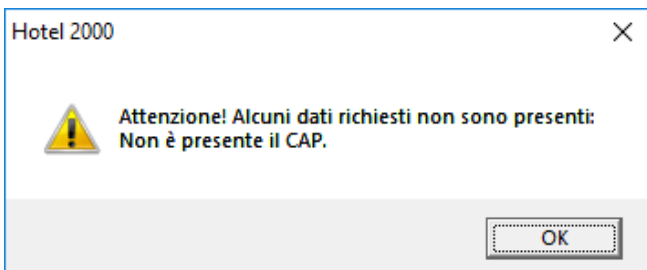 Hotel 2000
Attenzione! Alcuni dati richiesti non sono presenti:
Non è presente il CAP.
OK